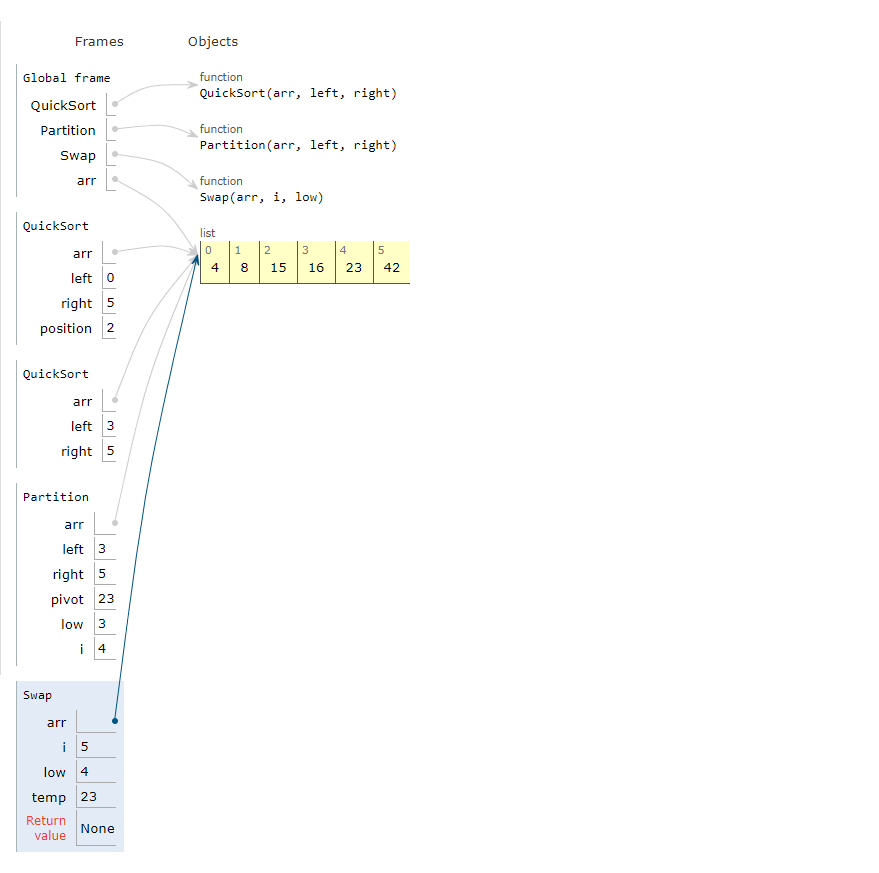 Frames Objects
Global frame
QuickSort
Partition
Swap
arr
function
QuickSort(arr, left, right)
function
Partition(arr, left, right)
function
Swap(arr, i, low)
list
0 1 2 3 4 5
4 8 15 16 23 42
QuickSort
arr
left 0
right 5
position 2
QuickSort
arr
left 3
right 5
Partition
arr
left 3
right 5
pivot 23
low 3
i 4
Swap
arr
i 5
low 4
temp 23
Return
value None